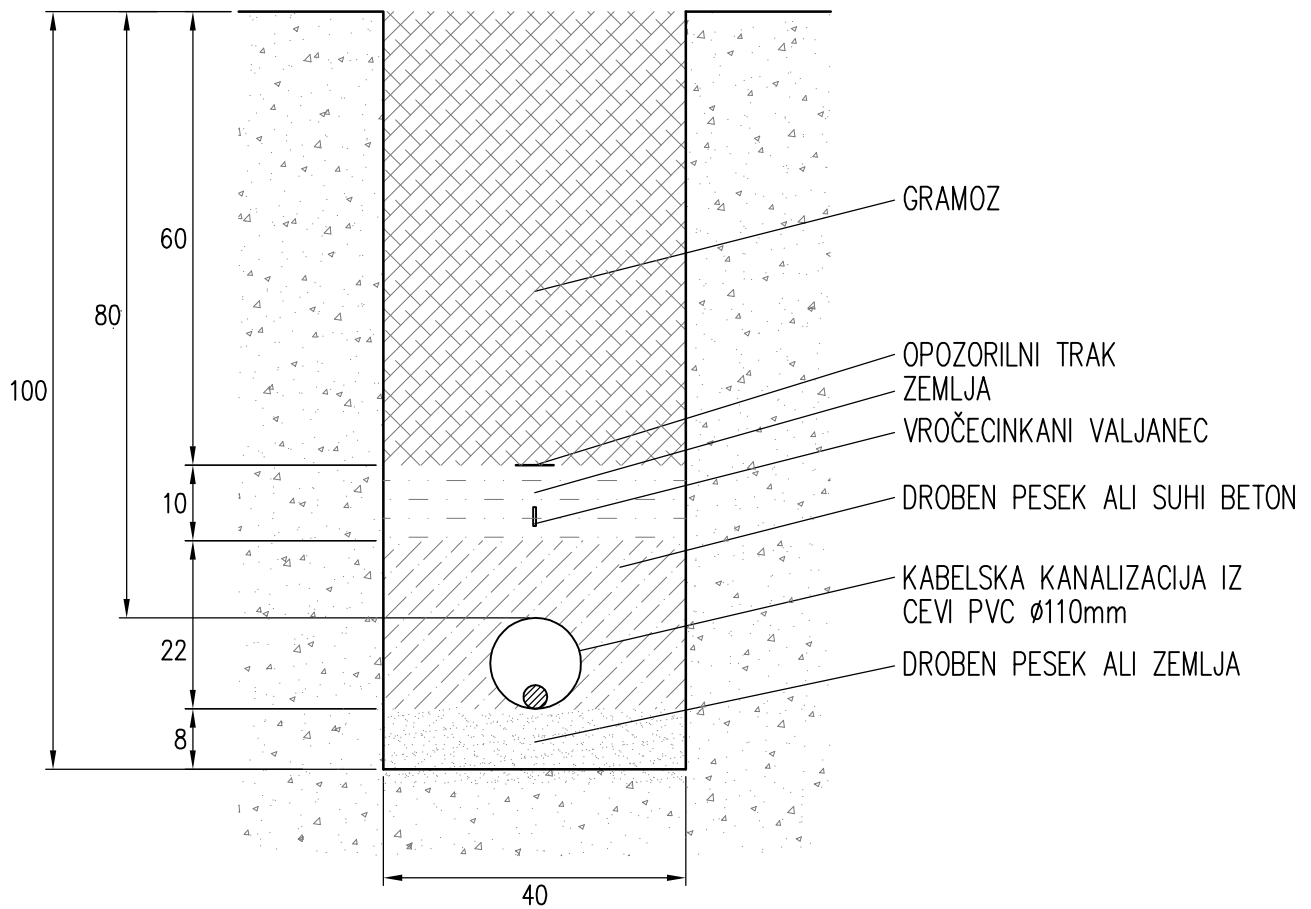 GRAMOZ
60
80
OPOZORILNI TRAK
100
ZEMLJA
VROČECINKANI VALJANEC
10
DROBEN PESEK ALI SUHI BETON
KABELSKA KANALIZACIJA IZ
CEVI PVC Ø110mm
22
DROBEN PESEK ALI ZEMLJA
8
40